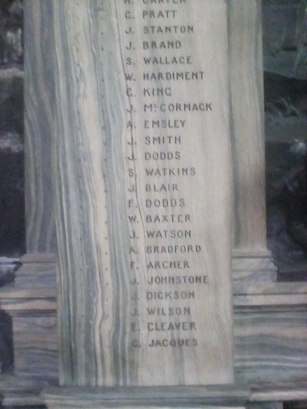 H. CARTER
C. PRATT
J. STANTON
J. BRAND
S. WALLACE
W. HARDIMENT
C. KING
J. McCORMACK
A. EMSLEY
J. SMITH
J. DODDS
S. WATKINS
J. BLAIR
F. DODDS
W. BAXTER
J. WATSON
A. BRADFORD
F. ARCHER
J. JOHNSTONE
J. DICKSON
J. WILSON
E. CLEAVER
C. JACQUES